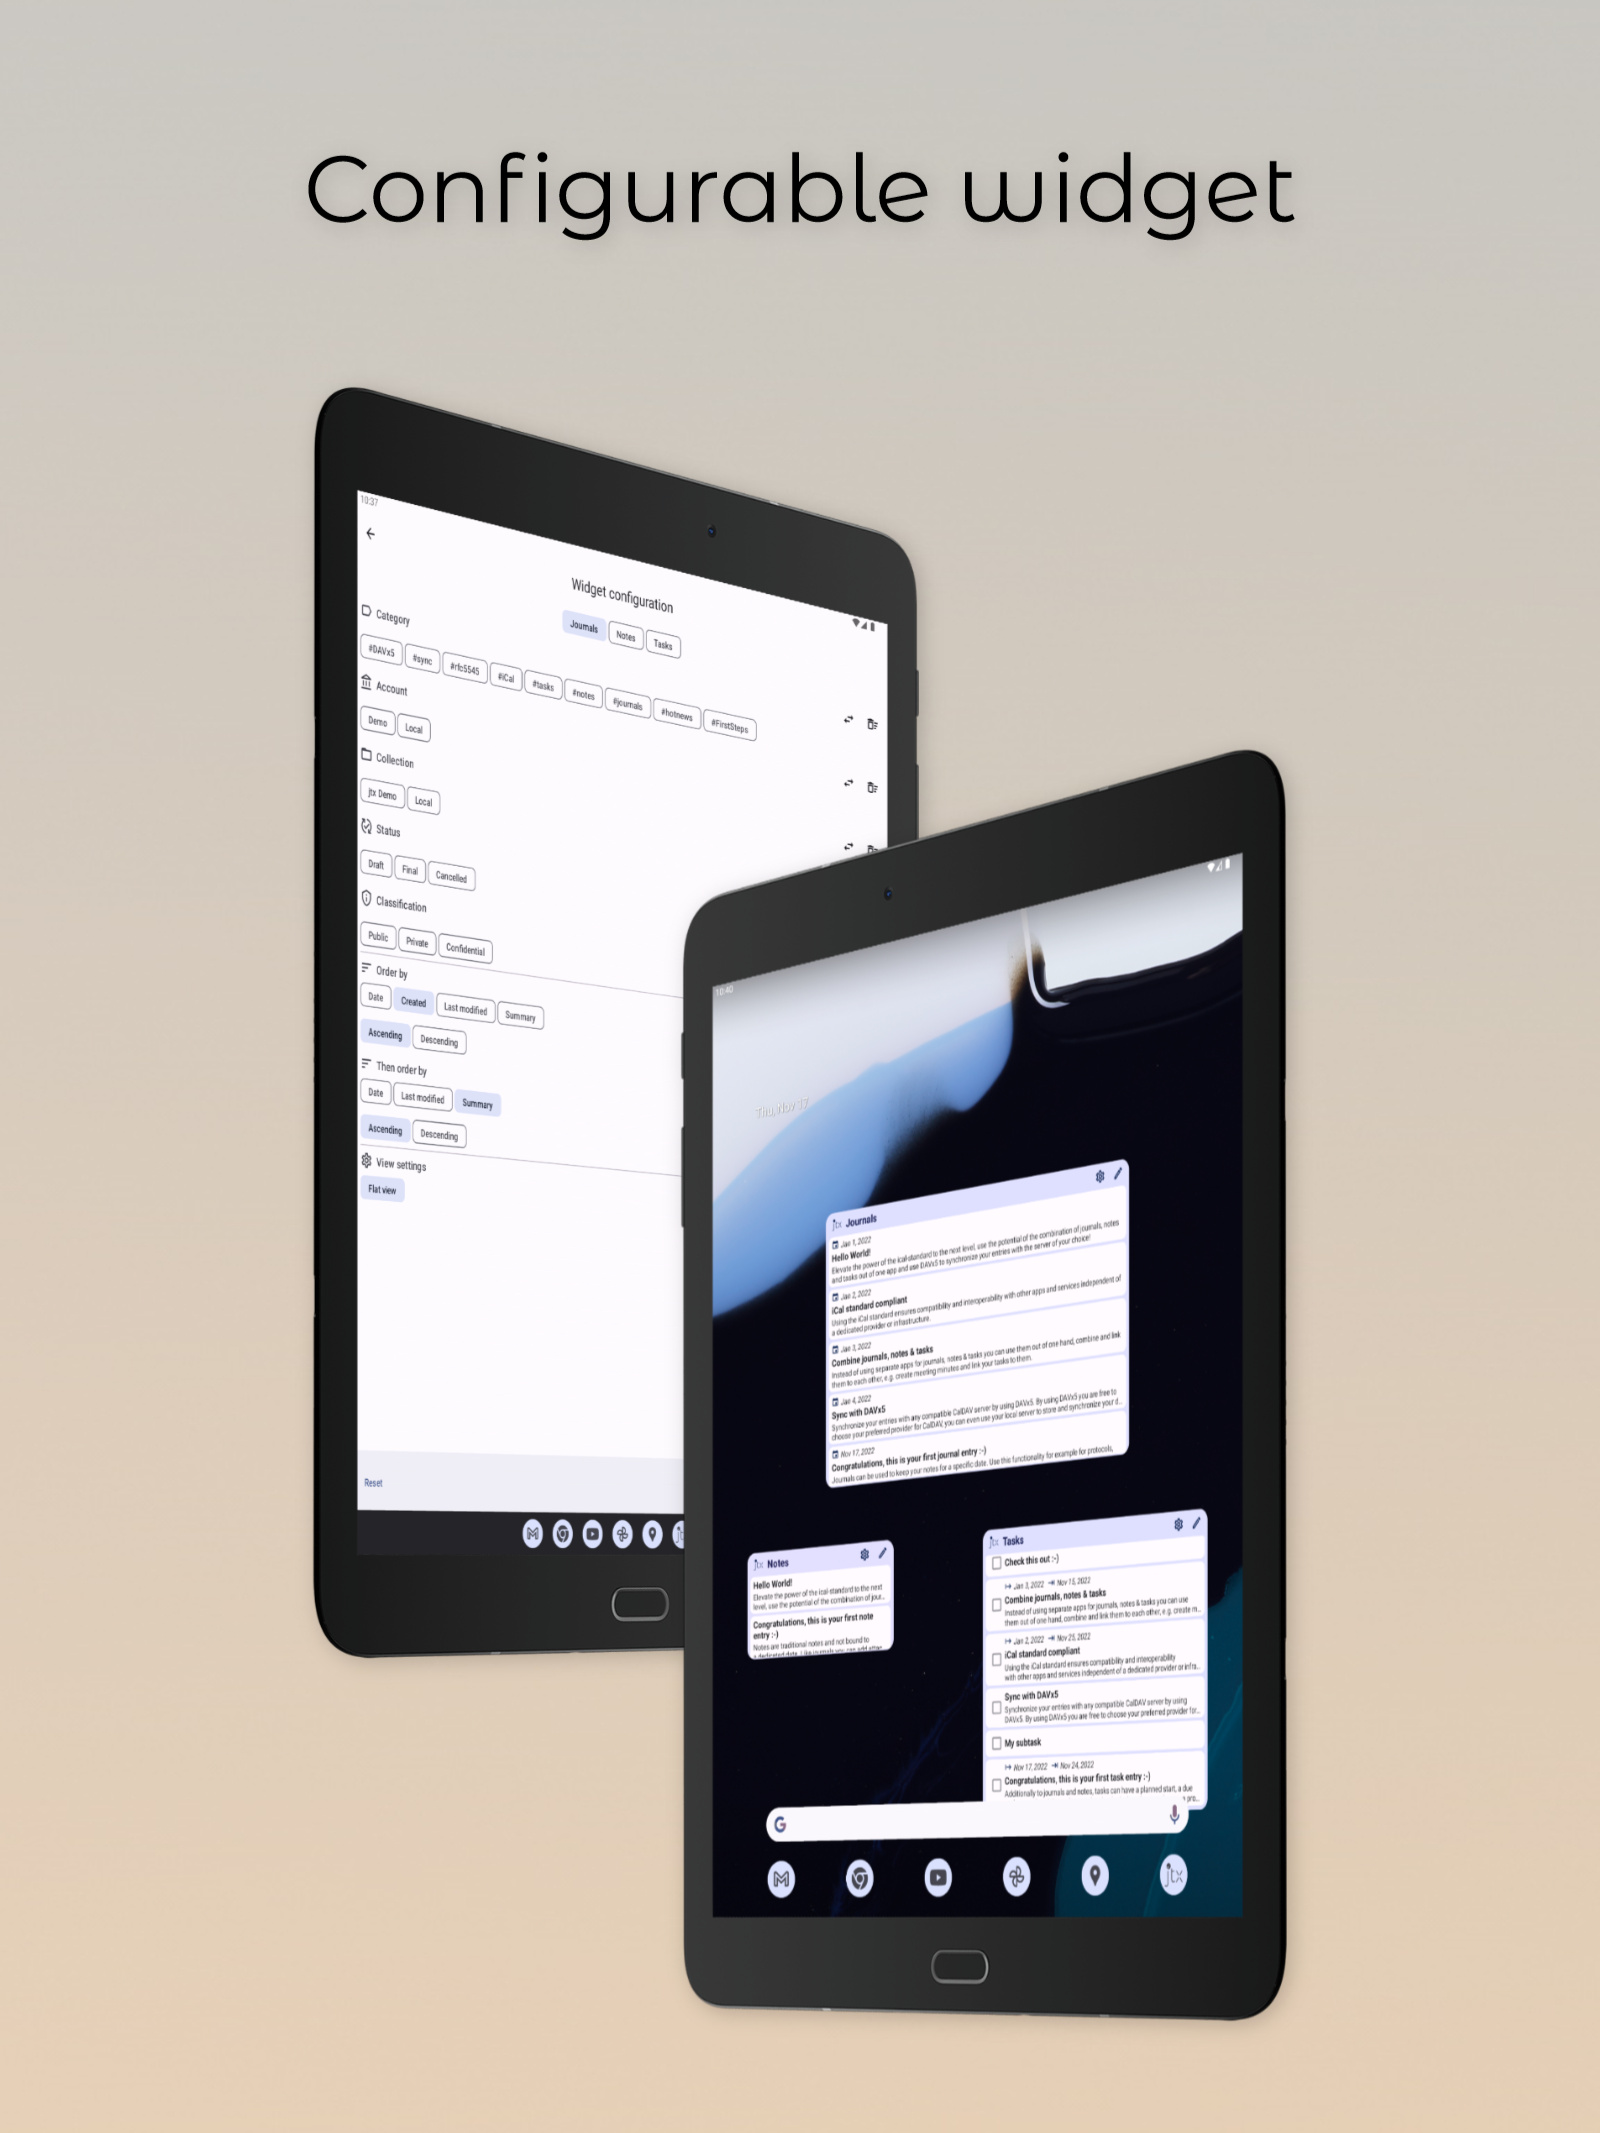 Configurable widget
10:37
Widget configuration
Journals Notes Tasks
Category
#DAVx5 #sync #rfc5545 #iCal #tasks #notes #journals #hotnews #FirstSteps
Account
Demo Local
Collection
jtx Demo Local
Status
Draft Final Cancelled
Classification
Public Private Confidential
Order by
Date Created Last modified Summary
Ascending Descending
Then order by
Date Last modified Summary
Ascending Descending
View settings
Flat view
Reset
10:40
Thu, Nov 17
jtx Journals
Jan 1, 2022
Hello World!
Elevate the power of the ical-standard to the next level, use the potential of the combination of journals, notes
and tasks out of one app and use DAVx5 to synchronize your entries with the server of your choice!
Jan 2, 2022
iCal standard compliant
Using the iCal standard ensures compatibility and interoperability with other apps and services independent of
a dedicated provider or infrastructure.
Jan 3, 2022
Combine journals, notes & tasks
Instead of using separate apps for journals, notes & tasks you can use them out of one hand, combine and link
them to each other, e.g. create meeting minutes and link your tasks to them.
Jan 4, 2022
Sync with DAVx5
Synchronize your entries with any compatible CalDAV server by using DAVx5. By using DAVx5 you are free to
choose your preferred provider for CalDAV, you can even use your local server to store and synchronize your d...
Nov 17, 2022
Congratulations, this is your first journal entry :-)
Journals can be used to keep your notes for a specific date. Use this functionality for example for protocols,
jtx Notes
Hello World!
Elevate the power of the ical-standard to the next
level, use the potential of the combination of jour...
Congratulations, this is your first note
entry :-)
Notes are traditional notes and not bound to
a dedicated date. Like journals you can add
jtx Tasks
Check this out :-)
Jan 3, 2022 Nov 15, 2022
Combine journals, notes & tasks
Instead of using separate apps for journals, notes & tasks you can use
them out of one hand, combine and link them to each other, e.g. create m...
Jan 2, 2022 Nov 25, 2022
iCal standard compliant
Using the iCal standard ensures compatibility and interoperability
with other apps and services independent of a dedicated provider or infra...
Sync with DAVx5
Synchronize your entries with any compatible CalDAV server by using
DAVx5. By using DAVx5 you are free to choose your preferred provider for...
My subtask
Nov 17, 2022 Nov 24, 2022
Congratulations, this is your first task entry :-)
Additionally to journals and notes, tasks can have a planned start, a due
pro...
G
jtx